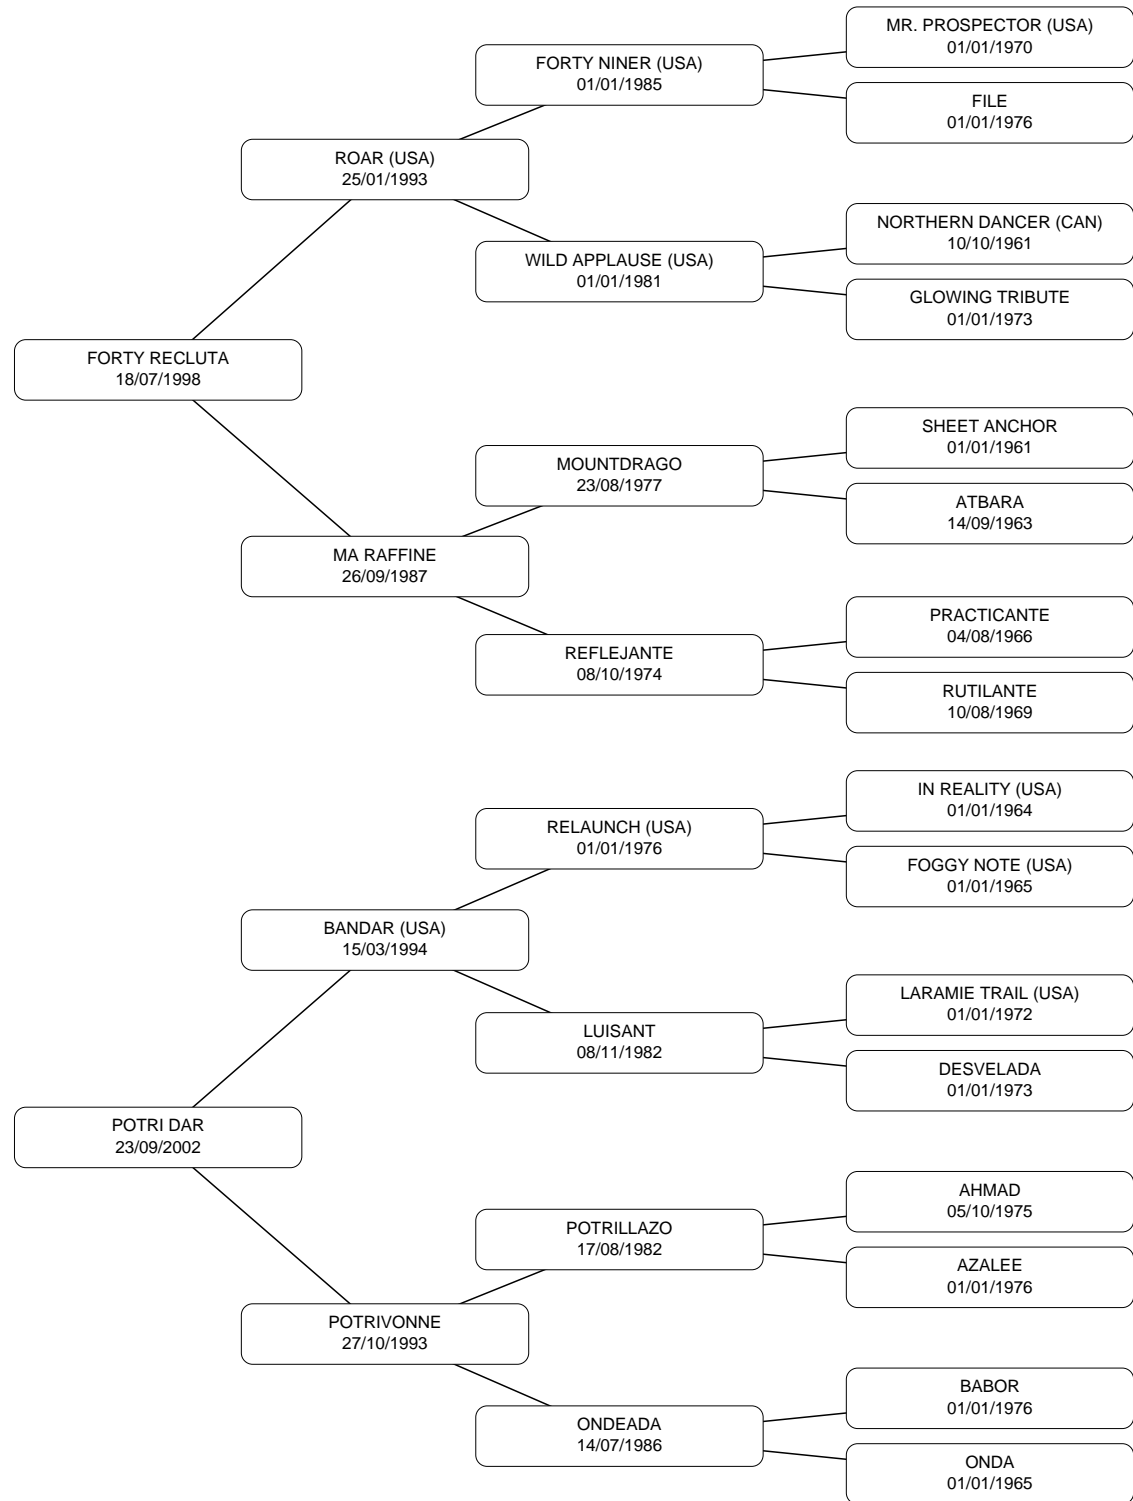 MR. PROSPECTOR (USA)
01/01/1970
FORTY NINER (USA)
01/01/1985
FILE
01/01/1976
ROAR (USA)
25/01/1993
NORTHERN DANCER (CAN)
10/10/1961
WILD APPLAUSE (USA)
01/01/1981
GLOWING TRIBUTE
01/01/1973
FORTY RECLUTA
18/07/1998
SHEET ANCHOR
01/01/1961
MOUNTDRAGO
23/08/1977
ATBARA
14/09/1963
MA RAFFINE
26/09/1987
PRACTICANTE
04/08/1966
REFLEJANTE
08/10/1974
RUTILANTE
10/08/1969
IN REALITY (USA)
01/01/1964
RELAUNCH (USA)
01/01/1976
FOGGY NOTE (USA)
01/01/1965
BANDAR (USA)
15/03/1994
LARAMIE TRAIL (USA)
01/01/1972
LUISANT
08/11/1982
DESVELADA
01/01/1973
POTRI DAR
23/09/2002
AHMAD
05/10/1975
POTRILLAZO
17/08/1982
AZALEE
01/01/1976
POTRIVONNE
27/10/1993
BABOR
01/01/1976
ONDEADA
14/07/1986
ONDA
01/01/1965